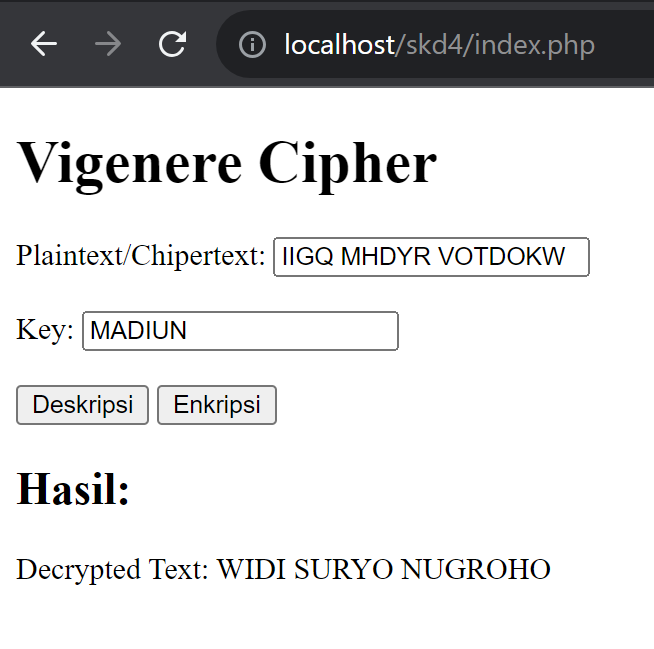 localhost/skd4/index.php
Vigenere Cipher
Plaintext/Chipertext: IIGQ MHDYR VOTDOKW
Key: MADIUN
Deskripsi Enkripsi
Hasil:
Decrypted Text: WIDI SURYO NUGROHO